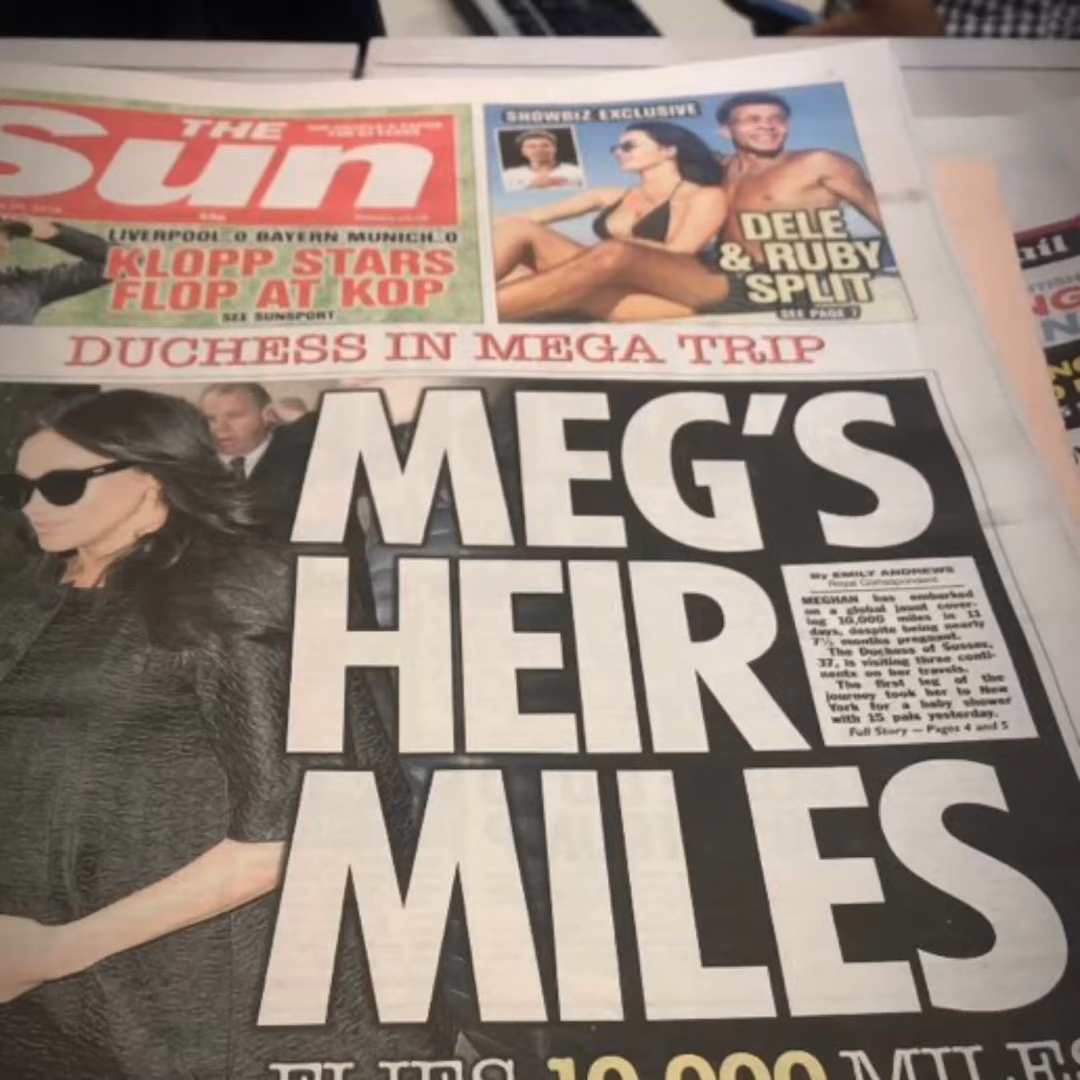 THE
Sun
LIVERPOOL..0 BAYERN MUNICH..0
KLOPP STARS
FLOP AT KOP
SEE SUNSPORT
SHOWBIZ EXCLUSIVE
DELE
& RUBY
SPLIT
SEE PAGE 7
DUCHESS IN MEGA TRIP
MEG'S
HEIR
MILES
By EMILY ANDREWS
Royal Correspondent
MEGHAN has embarked
on a global jaunt cover-
ing 10,000 miles in 11
days, despite being nearly
7½ months pregnant.
The Duchess of Sussex,
37, is visiting three conti-
nents on her travels.
The first leg of the
journey took her to New
York for a baby shower
with 15 pals yesterday.
Full Story — Pages 4 and 5
FLIES 10,000 MILES